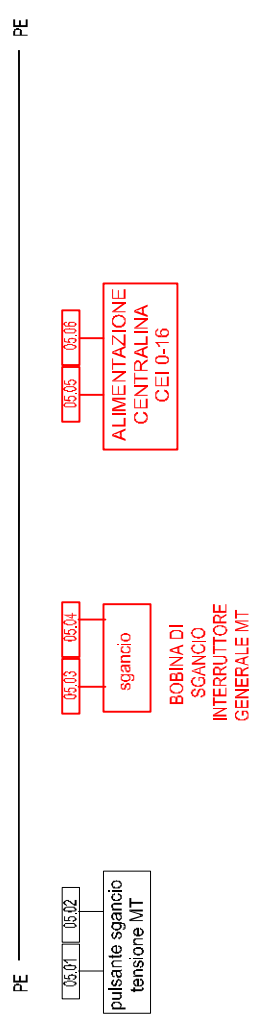 PE
PE
05.01
05.02
pulsante sgancio
tensione MT
05.03
05.04
sgancio
BOBINA DI
SGANCIO
INTERRUTTORE
GENERALE MT
05.05
05.06
ALIMENTAZIONE
CENTRALINA
CEI 0-16